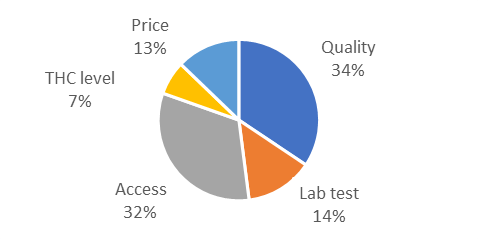 Price
13%
Quality
34%
THC level
7%
Access
32%
Lab test
14%